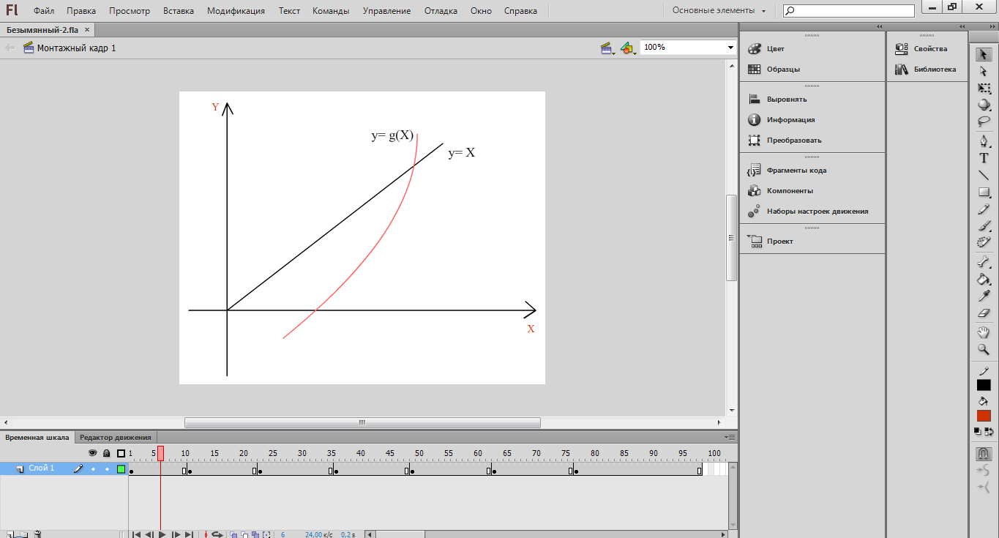 Fl Файл Правка Просмотр Вставка Модификация Текст Команды Управление Отладка Окно Справка Основные элементы
Безымянный-2.fla
Монтажный кадр 1 100%
Y
y= g(X)
y= X
X
Цвет
Образцы
Выровнять
Информация
Преобразовать
Фрагменты кода
Компоненты
Наборы настроек движения
Проект
Свойства
Библиотека
T
Временная шкала Редактор движения
1 5 10 15 20 25 30 35 40 45 50 55 60 65 70 75 80 85 90 95 100
Слой 1
6 24,00 к/с 0,2 s